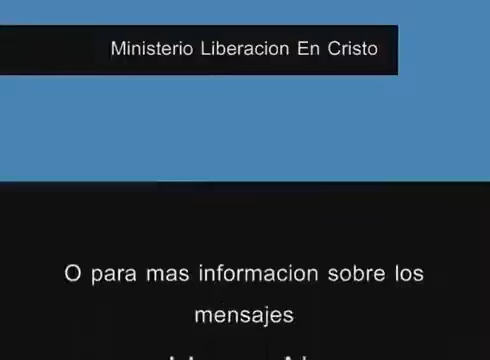 Ministerio Liberacion En Cristo
O para mas informacion sobre los
mensajes